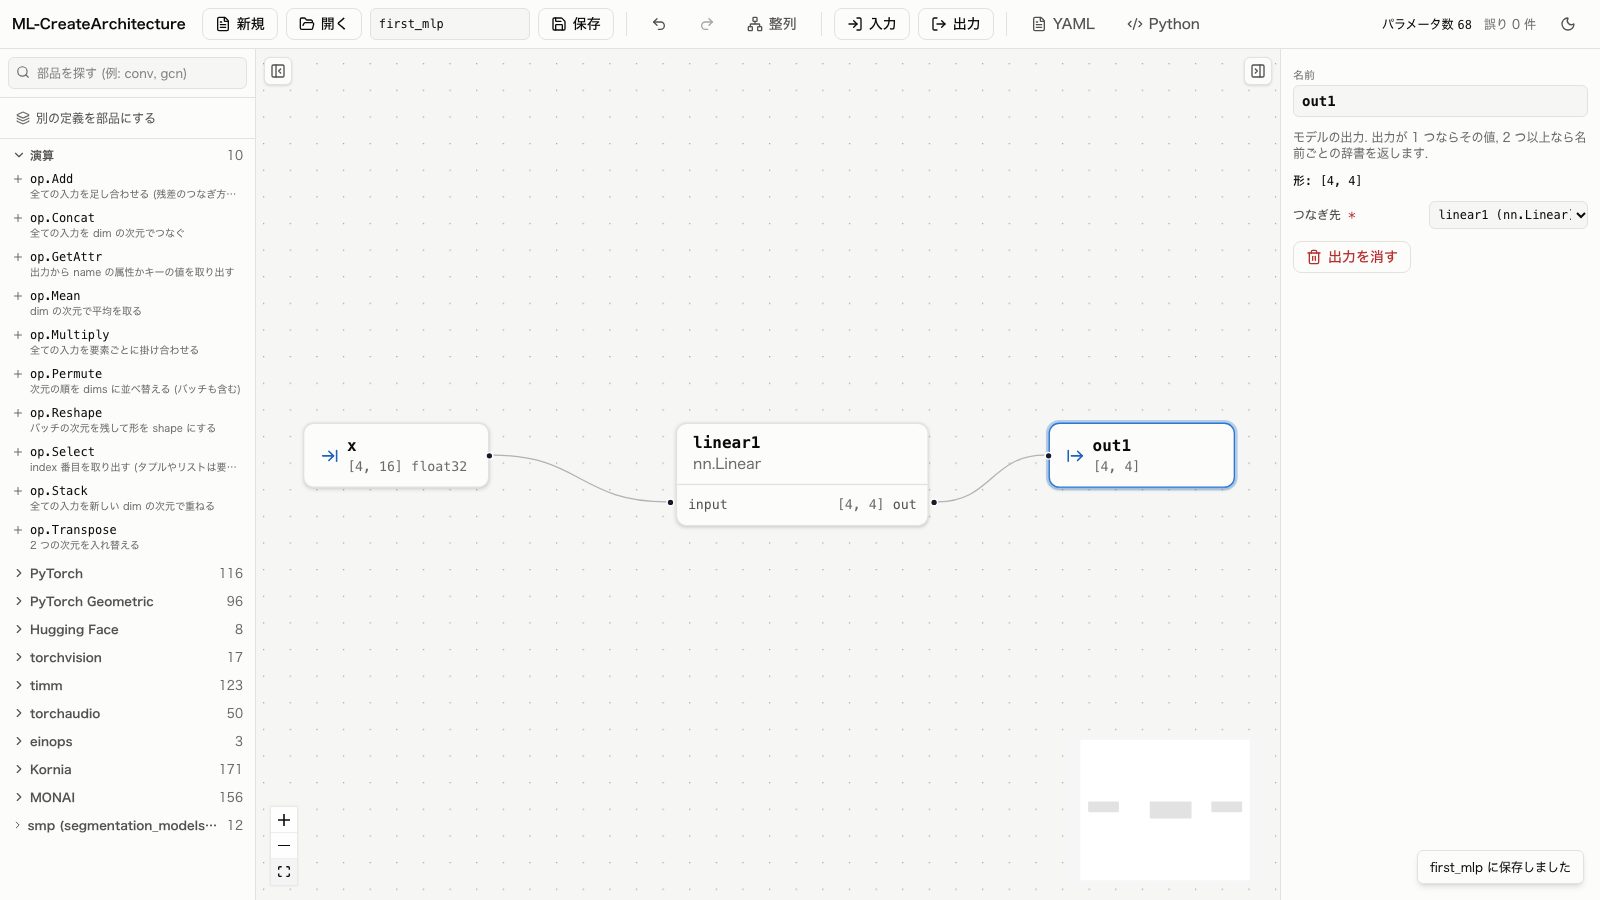 ML-CreateArchitecture
新規
開く
first_mlp
保存
整列
入力
出力
YAML
Python
パラメータ数 68
誤り 0 件
部品を探す (例: conv, gcn)
別の定義を部品にする
演算 10
op.Add
全ての入力を足し合わせる (残差のつなぎ方…
op.Concat
全ての入力を dim の次元でつなぐ
op.GetAttr
出力から name の属性かキーの値を取り出す
op.Mean
dim の次元で平均を取る
op.Multiply
全ての入力を要素ごとに掛け合わせる
op.Permute
次元の順を dims に並べ替える (バッチも含む)
op.Reshape
バッチの次元を残して形を shape にする
op.Select
index 番目を取り出す (タプルやリストは要…
op.Stack
全ての入力を新しい dim の次元で重ねる
op.Transpose
2 つの次元を入れ替える
PyTorch 116
PyTorch Geometric 96
Hugging Face 8
torchvision 17
timm 123
torchaudio 50
einops 3
Kornia 171
MONAI 156
smp (segmentation_models… 12
x
[4, 16] float32
linear1
nn.Linear
input [4, 4] out
out1
[4, 4]
名前
out1
モデルの出力. 出力が 1 つならその値, 2 つ以上なら名
前ごとの辞書を返します.
形: [4, 4]
つなぎ先 * linear1 (nn.Linear)
出力を消す
first_mlp に保存しました